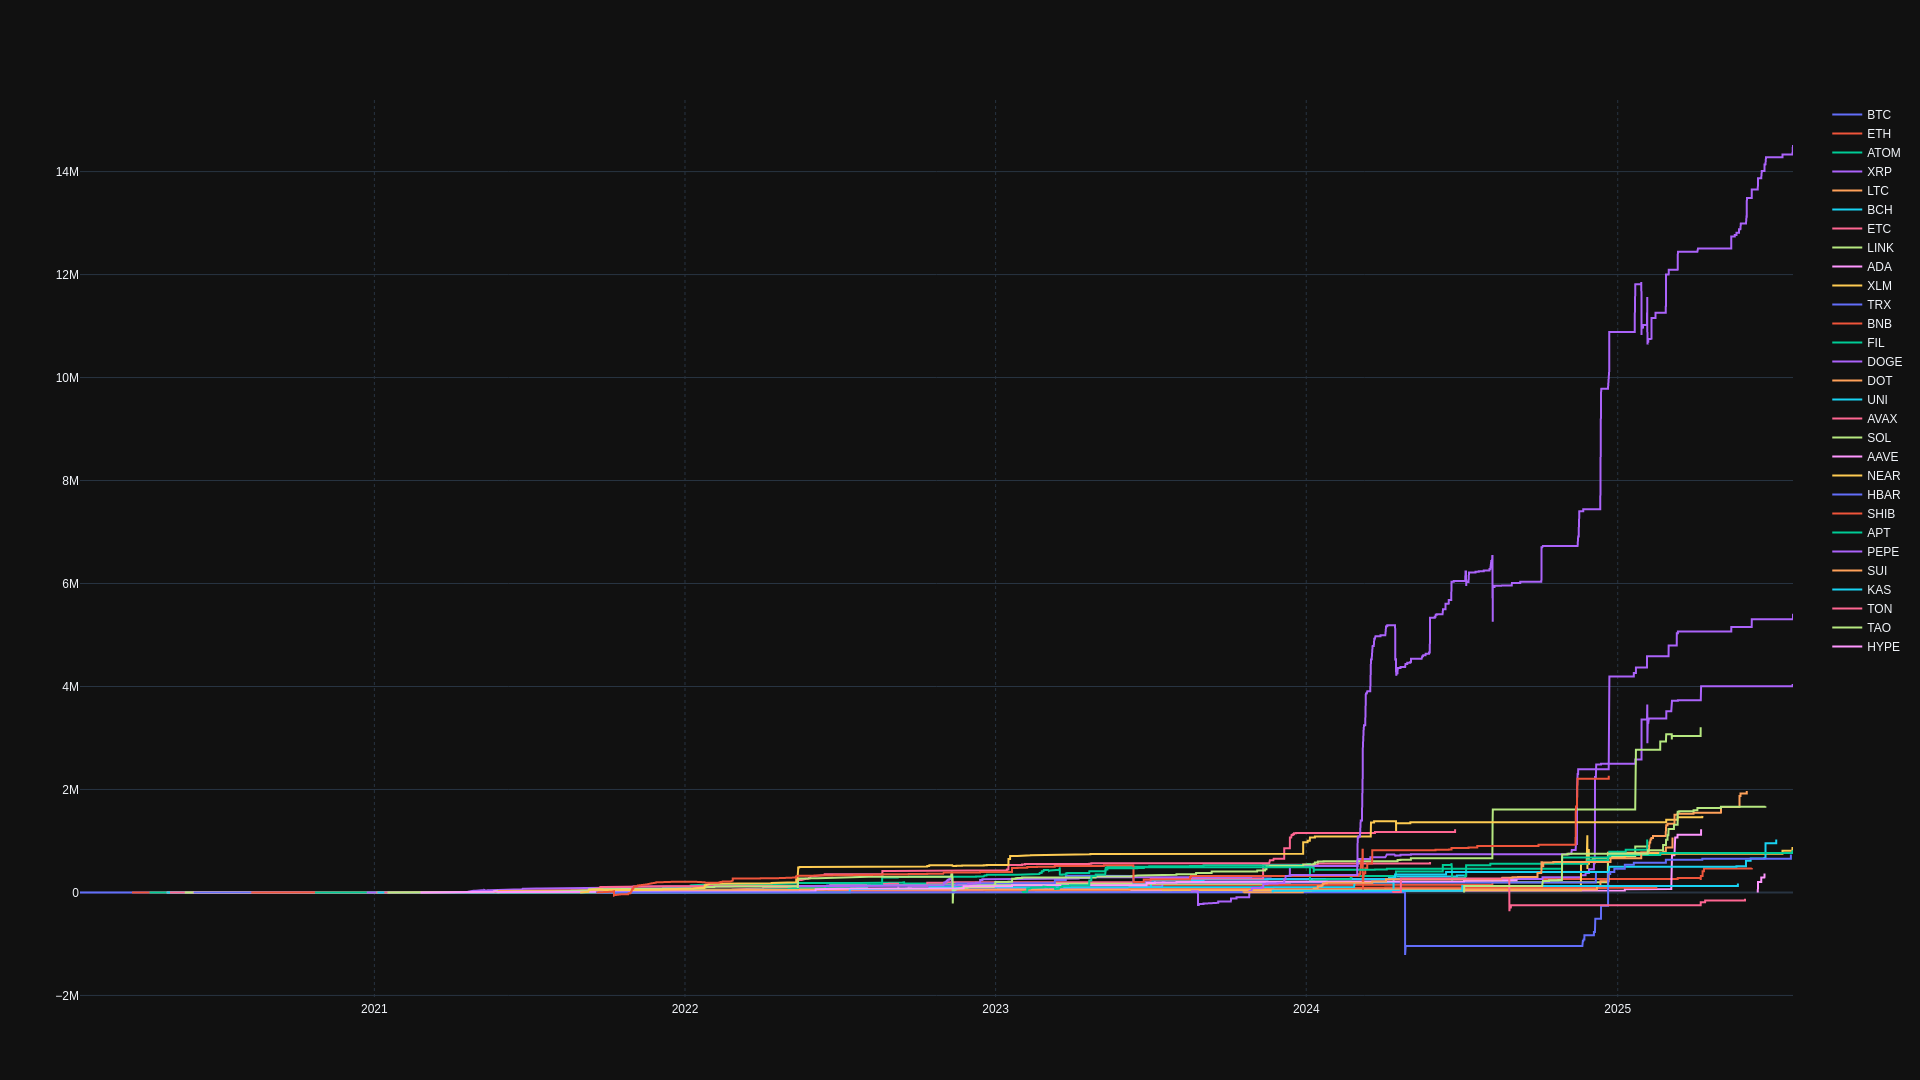 14M
12M
10M
8M
6M
4M
2M
0
−2M
2021
2022
2023
2024
2025
BTC
ETH
ATOM
XRP
LTC
BCH
ETC
LINK
ADA
XLM
TRX
BNB
FIL
DOGE
DOT
UNI
AVAX
SOL
AAVE
NEAR
HBAR
SHIB
APT
PEPE
SUI
KAS
TON
TAO
HYPE